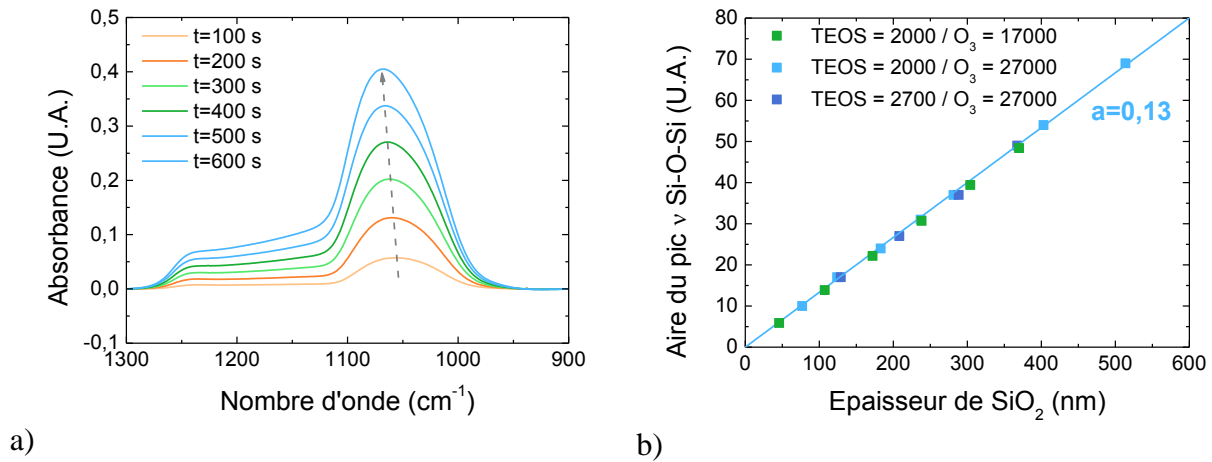 0,5
0,4
0,3
0,2
0,1
0,0
-0,1
Absorbance (U.A.)
t=100 s
t=200 s
t=300 s
t=400 s
t=500 s
t=600 s
1300 1200 1100 1000 900
Nombre d'onde (cm⁻¹)
a)
80
70
60
50
40
30
20
10
0
Aire du pic ν Si-O-Si (U.A.)
TEOS = 2000 / O₃ = 17000
TEOS = 2000 / O₃ = 27000
TEOS = 2700 / O₃ = 27000
a=0,13
0 100 200 300 400 500 600
Epaisseur de SiO₂ (nm)
b)